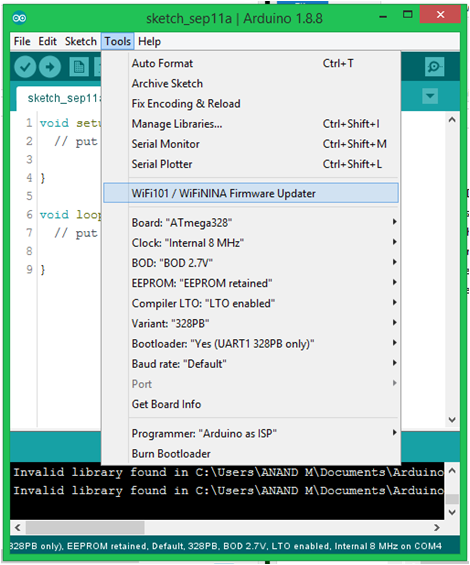 sketch_sep11a | Arduino 1.8.8
File Edit Sketch Tools Help
sketch_sep11a
1 void setu
2 // put
3
4 }
5
6 void loop
7 // put
8
9 }
Auto Format Ctrl+T
Archive Sketch
Fix Encoding & Reload
Manage Libraries... Ctrl+Shift+I
Serial Monitor Ctrl+Shift+M
Serial Plotter Ctrl+Shift+L
WiFi101 / WiFiNINA Firmware Updater
Board: "ATmega328"
Clock: "Internal 8 MHz"
BOD: "BOD 2.7V"
EEPROM: "EEPROM retained"
Compiler LTO: "LTO enabled"
Variant: "328PB"
Bootloader: "Yes (UART1 328PB only)"
Baud rate: "Default"
Port
Get Board Info
Programmer: "Arduino as ISP"
Burn Bootloader
Invalid library found in C:\Users\ANAND M\Documents\Arduino
Invalid library found in C:\Users\ANAND M\Documents\Arduino
328PB only), EEPROM retained, Default, 328PB, BOD 2.7V, LTO enabled, Internal 8 MHz on COM4